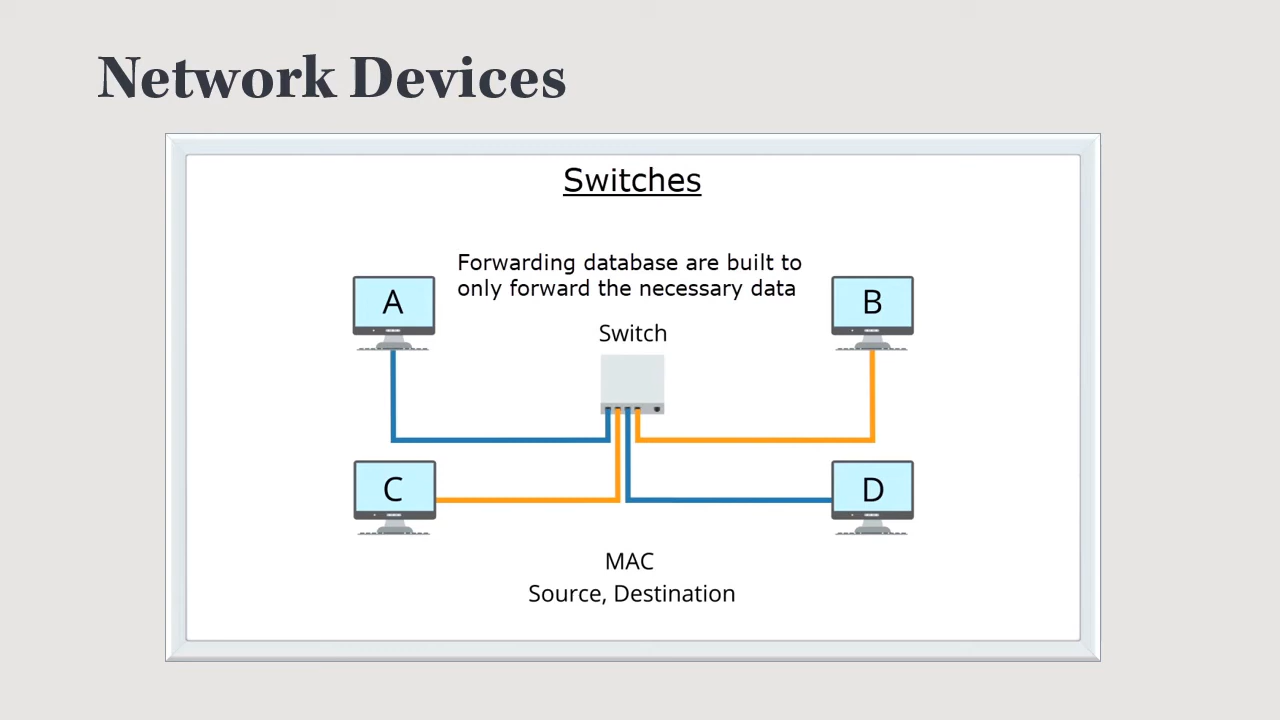 Network Devices
Switches
Forwarding database are built to
only forward the necessary data
A
B
Switch
C
D
MAC
Source, Destination